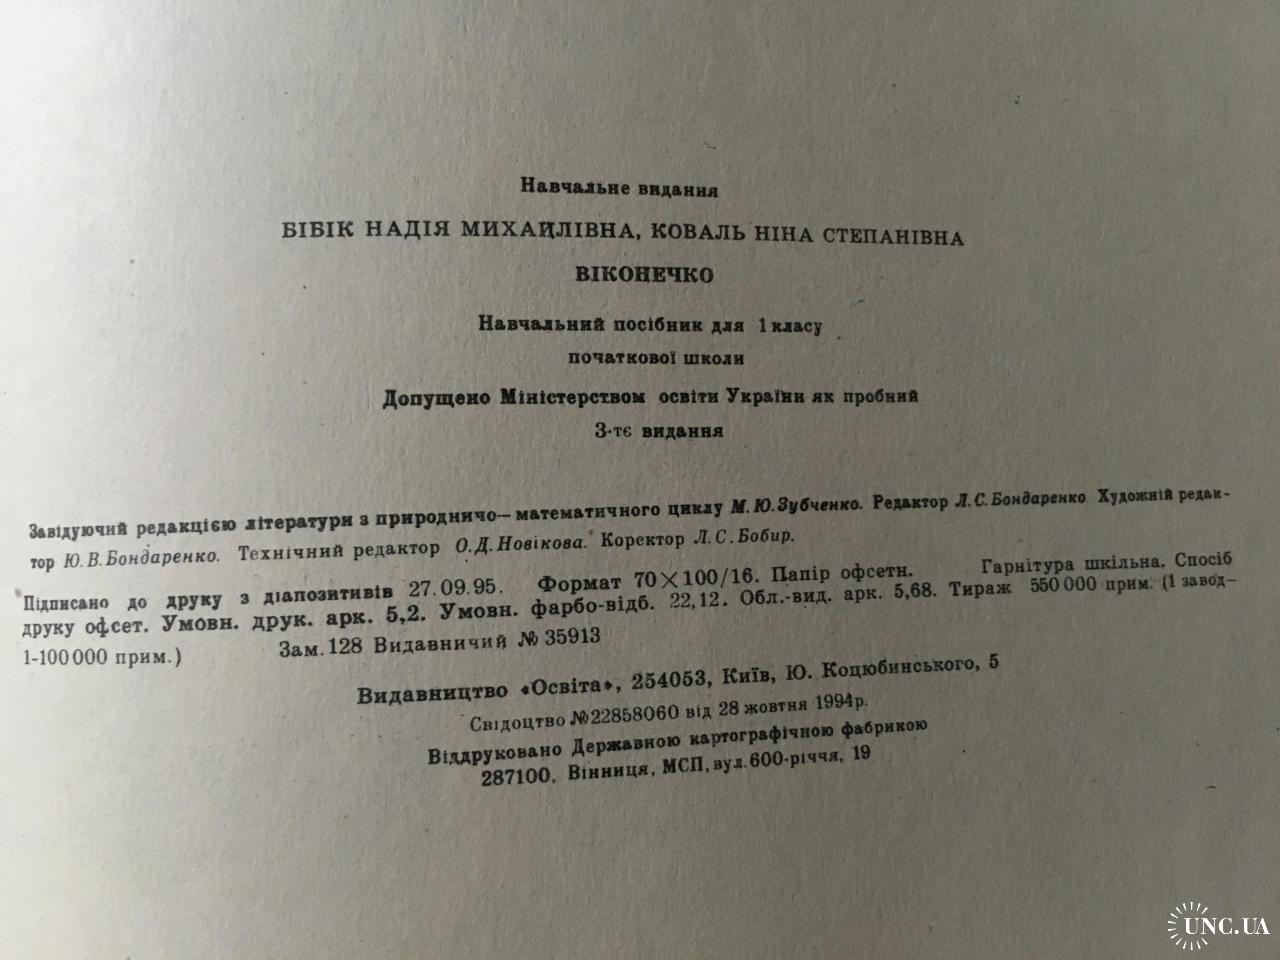 Навчальне видання
БІБІК НАДІЯ МИХАЙЛІВНА, КОВАЛЬ НІНА СТЕПАНІВНА
ВІКОНЕЧКО
Навчальний посібник для 1 класу
початкової школи
Допущено Міністерством освіти України як пробний
3-тє видання
Завідуючий редакцією літератури з природничо–математичного циклу М.Ю.Зубченко. Редактор Л.С.Бондаренко Художній редак-
тор Ю.В.Бондаренко. Технічний редактор О.Д.Новікова. Коректор Л.С.Бобир.
Підписано до друку з діапозитивів 27.09.95. Формат 70×100/16. Папір офсетн. Гарнітура шкільна. Спосіб
друку офсет. Умовн. друк. арк. 5,2. Умовн. фарбо-відб. 22,12. Обл.-вид. арк. 5,68. Тираж 550 000 прим. (1 завод–
1-100 000 прим.) Зам. 128 Видавничий № 35913
Видавництво «Освіта», 254053, Київ, Ю. Коцюбинського, 5
Свідоцтво №22858060 від 28 жовтня 1994р.
Віддруковано Державною картографічною фабрикою
287100, Вінниця, МСП, вул. 600-річчя, 19
UNC.UA